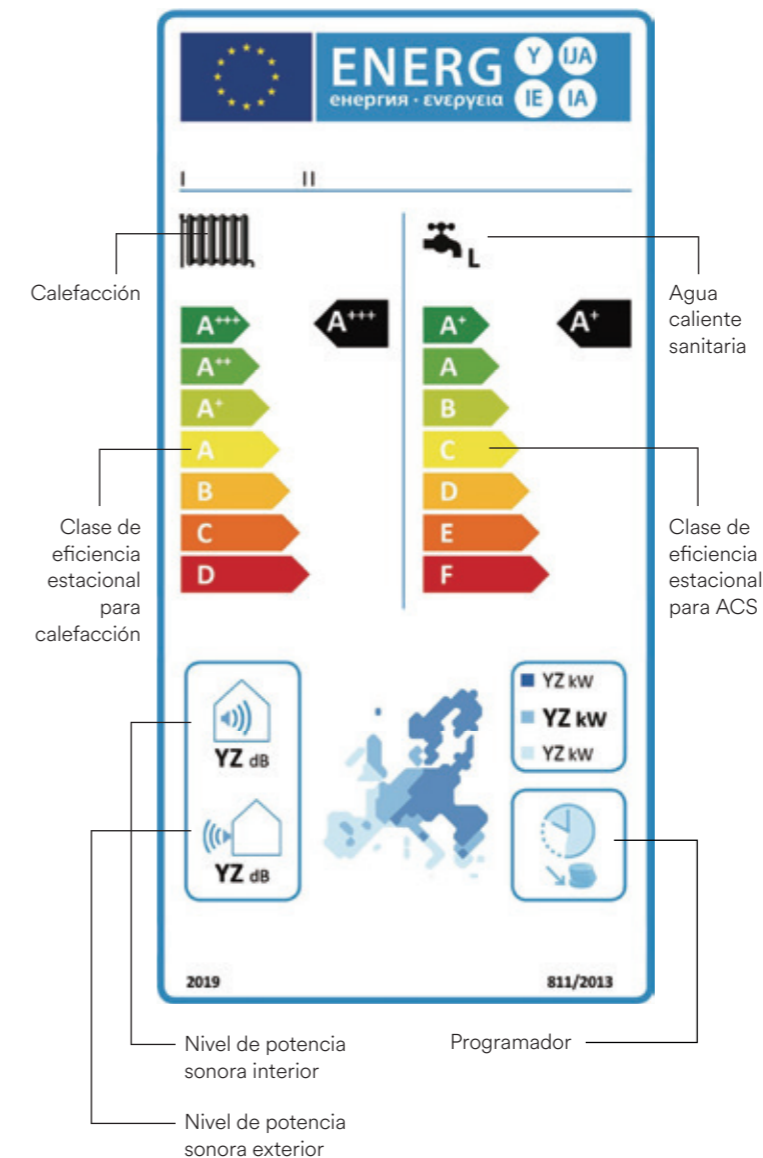 ENERG
Y
IJA
IE
IA
енергия · ενεργεια
I
II
L
Calefacción
Agua
caliente
sanitaria
A+++
A++
A+
A
B
C
D
A+++
A+
A
B
C
D
E
F
A+
Clase de
eficiencia
estacional
para
calefacción
Clase de
eficiencia
estacional
para ACS
YZ dB
YZ dB
YZ kW
YZ kW
YZ kW
2019
811/2013
Nivel de potencia
sonora interior
Programador
Nivel de potencia
sonora exterior